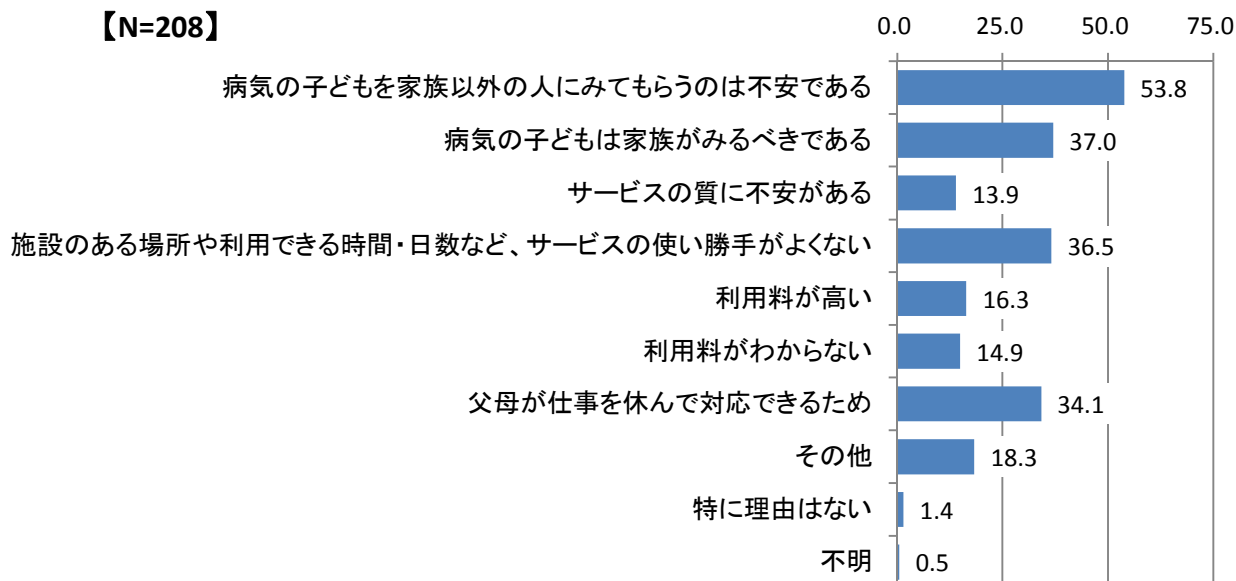 【N=208】
0.0 25.0 50.0 75.0
病気の子どもを家族以外の人にみてもらうのは不安である 53.8
病気の子どもは家族がみるべきである 37.0
サービスの質に不安がある 13.9
施設のある場所や利用できる時間・日数など、サービスの使い勝手がよくない 36.5
利用料が高い 16.3
利用料がわからない 14.9
父母が仕事を休んで対応できるため 34.1
その他 18.3
特に理由はない 1.4
不明 0.5